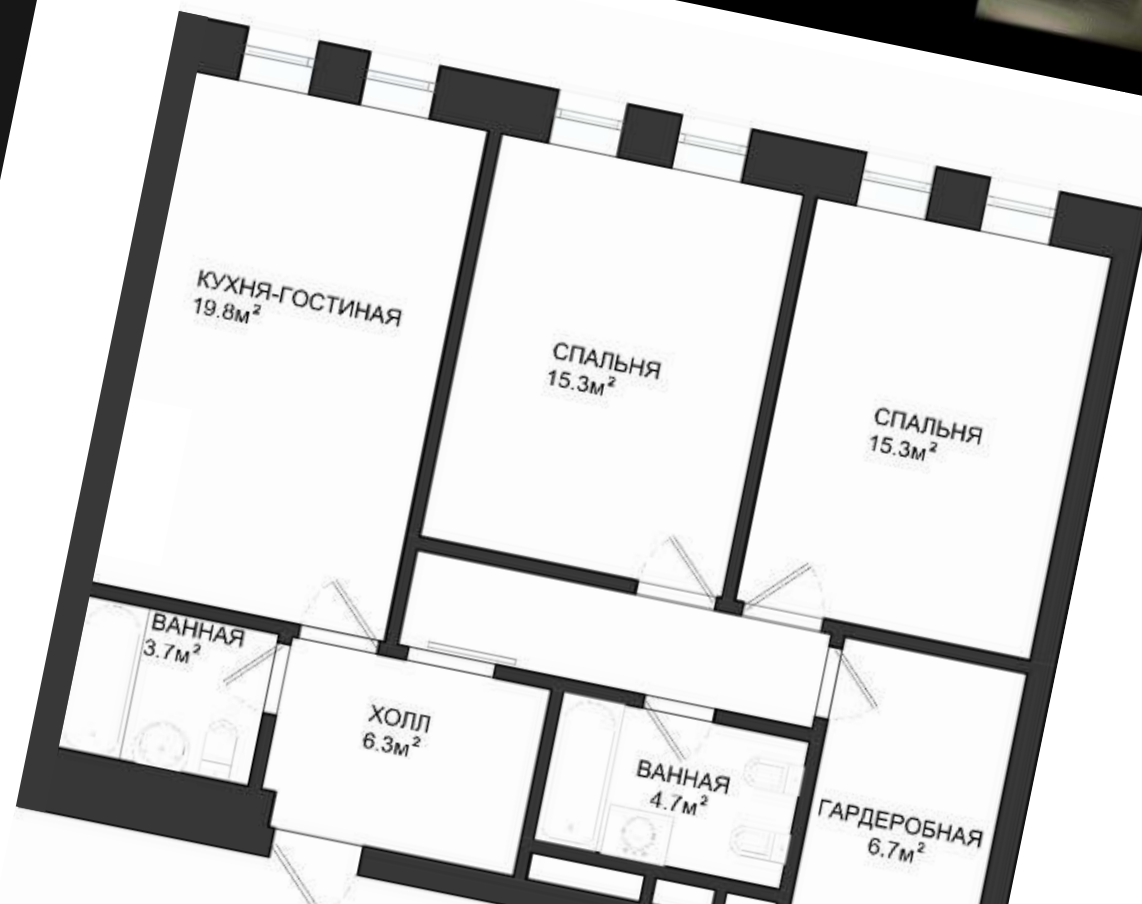 КУХНЯ-ГОСТИНАЯ
19.8м²
СПАЛЬНЯ
15.3м²
СПАЛЬНЯ
15.3м²
ВАННАЯ
3.7м²
ХОЛЛ
6.3м²
ВАННАЯ
4.7м²
ГАРДЕРОБНАЯ
6.7м²